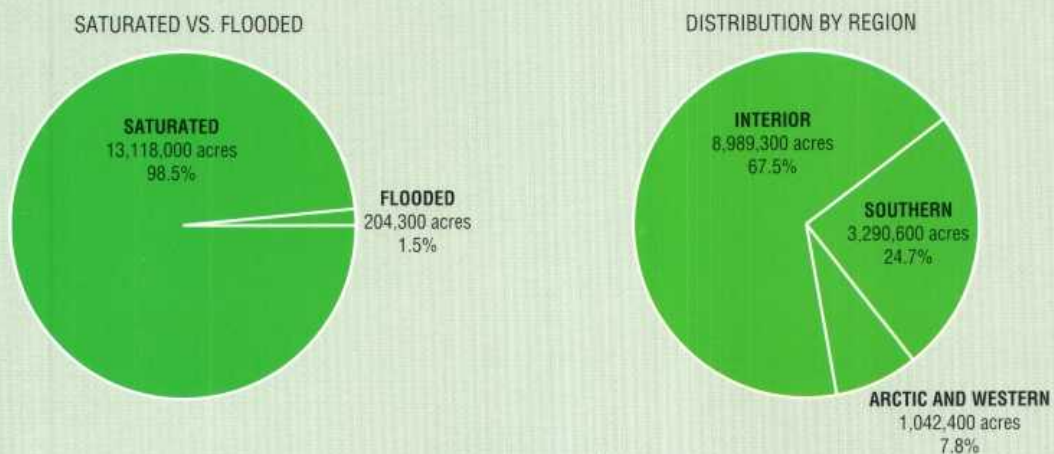 SATURATED VS. FLOODED
SATURATED
13,118,000 acres
98.5%
FLOODED
204,300 acres
1.5%
DISTRIBUTION BY REGION
INTERIOR
8,989,300 acres
67.5%
SOUTHERN
3,290,600 acres
24.7%
ARCTIC AND WESTERN
1,042,400 acres
7.8%